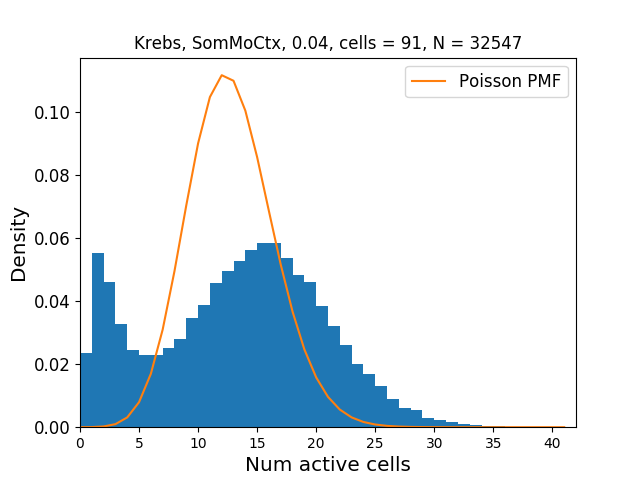 Krebs, SomMoCtx, 0.04, cells = 91, N = 32547
Poisson PMF
Density
0.10
0.08
0.06
0.04
0.02
0.00
0 5 10 15 20 25 30 35 40
Num active cells